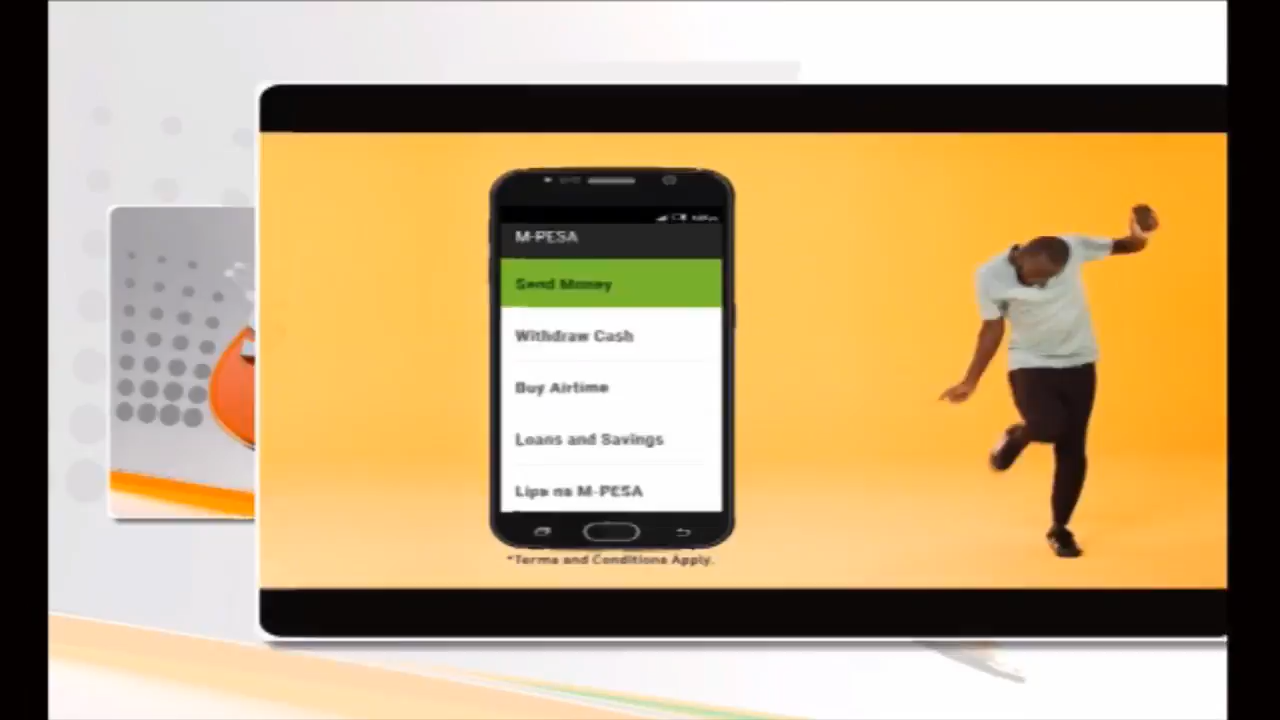 M-PESA
Send Money
Withdraw Cash
Buy Airtime
Loans and Savings
Lipa na M-PESA
*Terms and Conditions Apply.